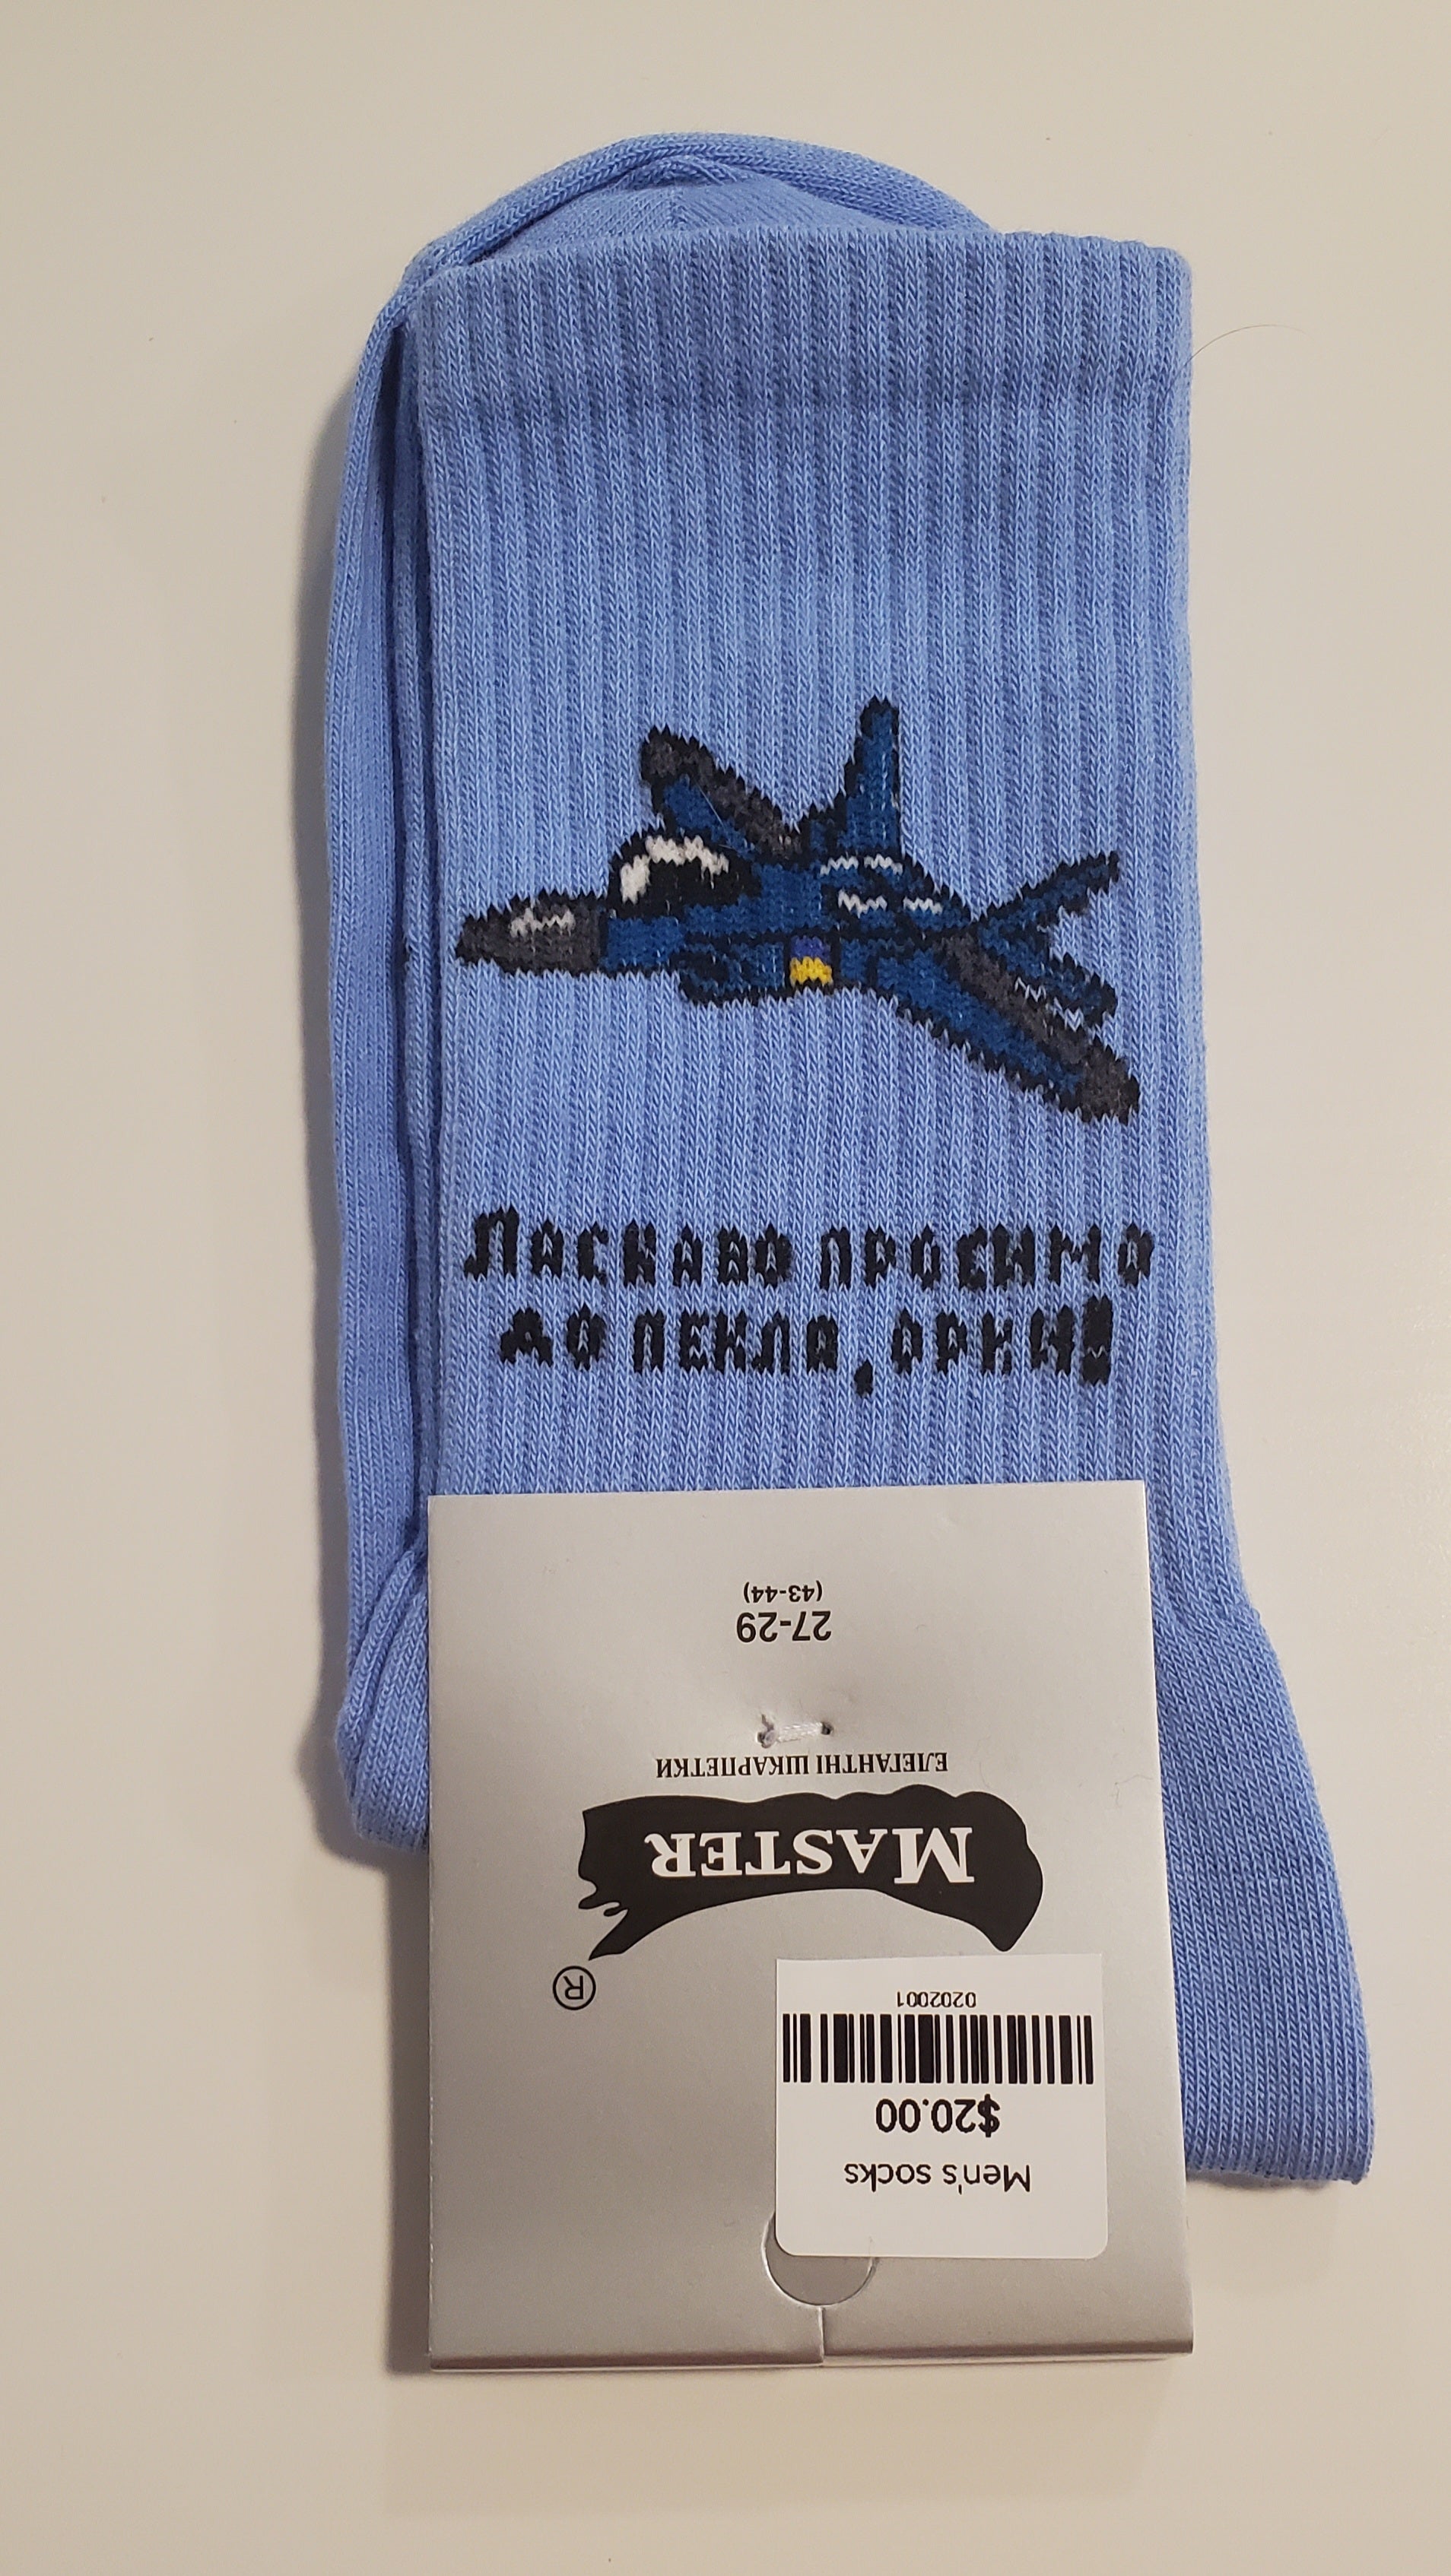 Ласкаво просимо
до пекла, орки!
Men's socks
$20.00
0202001
®
MASTER
ЕЛЕГАНТНІ ШКАРПЕТКИ
27-29
(43-44)